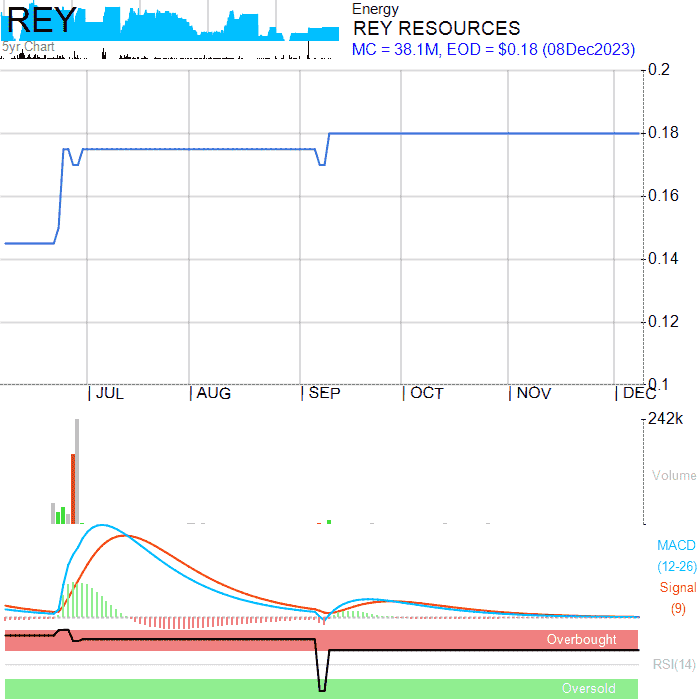 REY
5yr Chart
Energy
REY RESOURCES
MC = 38.1M, EOD = $0.18 (08Dec2023)
0.2
0.18
0.16
0.14
0.12
0.1
JUL AUG SEP OCT NOV DEC
242k
Volume
MACD
(12-26)
Signal
(9)
Overbought
RSI(14)
Oversold